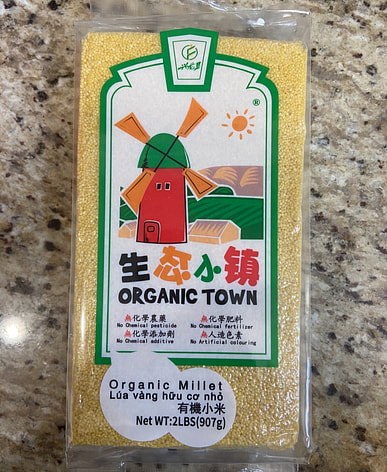 ®
生态小镇
ORGANIC TOWN
無化學農藥 無化學肥料
No Chemical pesticide No Chemical fertilizer
無化學添加劑 無人造色素
No Chemical additive No Artificial colouring
Organic Millet
Lúa vàng hữu cơ nhỏ
有機小米
Net WT:2LBS(907g)